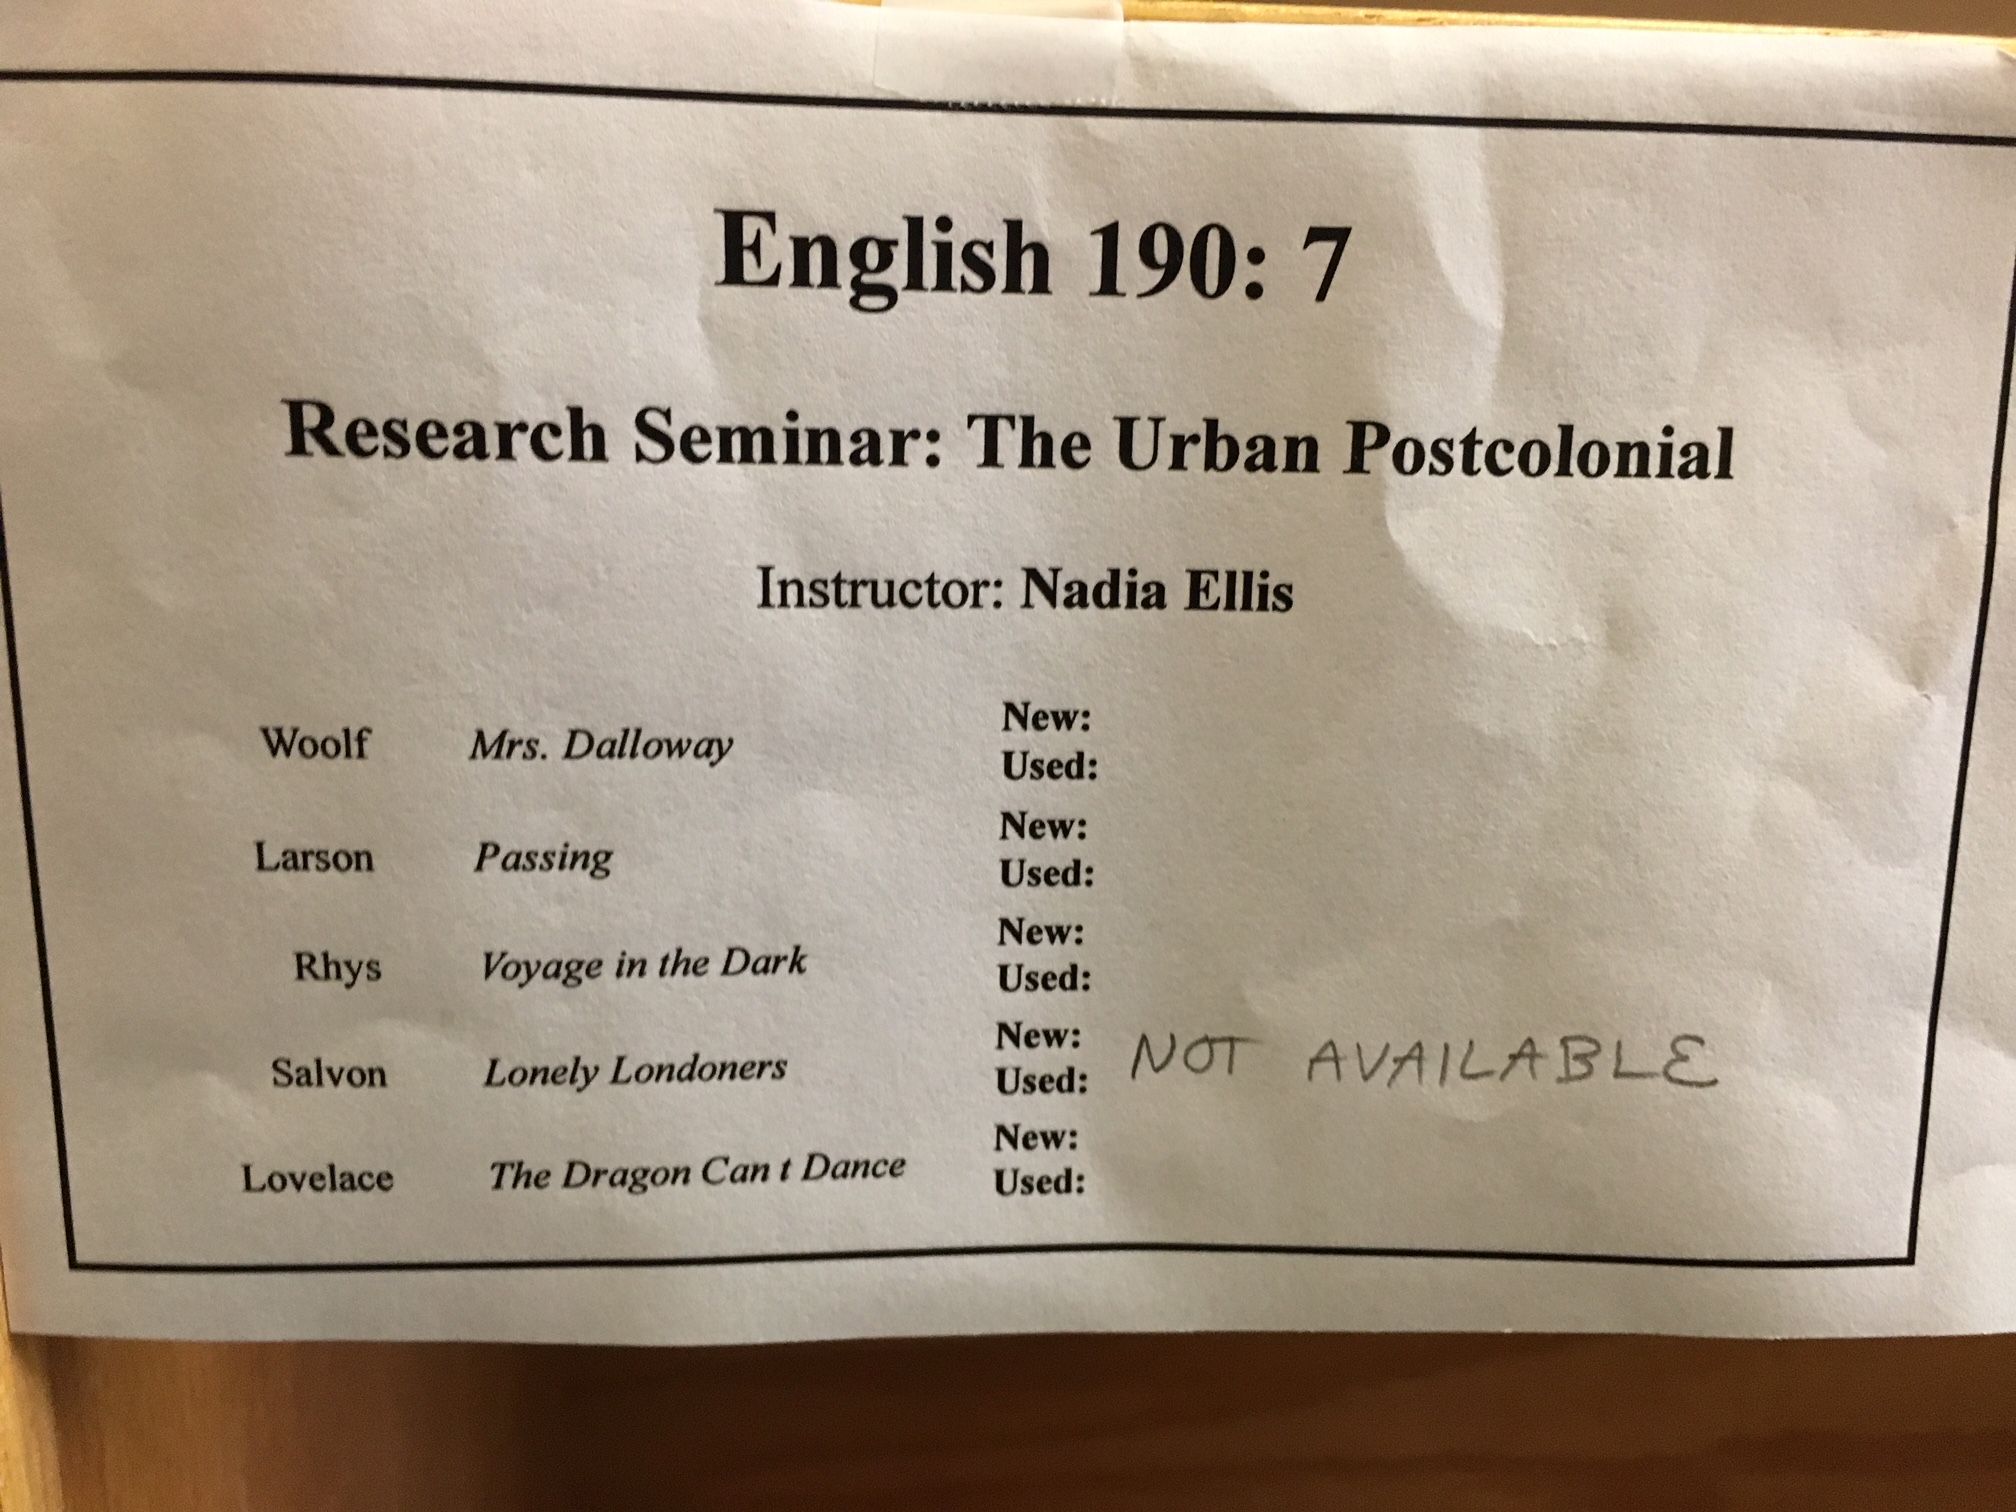 English 190: 7
Research Seminar: The Urban Postcolonial
Instructor: Nadia Ellis
Woolf Mrs. Dalloway New:
Used:
Larson Passing New:
Used:
Rhys Voyage in the Dark New:
Used:
Salvon Lonely Londoners New:
Used: NOT AVAILABLE
Lovelace The Dragon Can t Dance New:
Used: